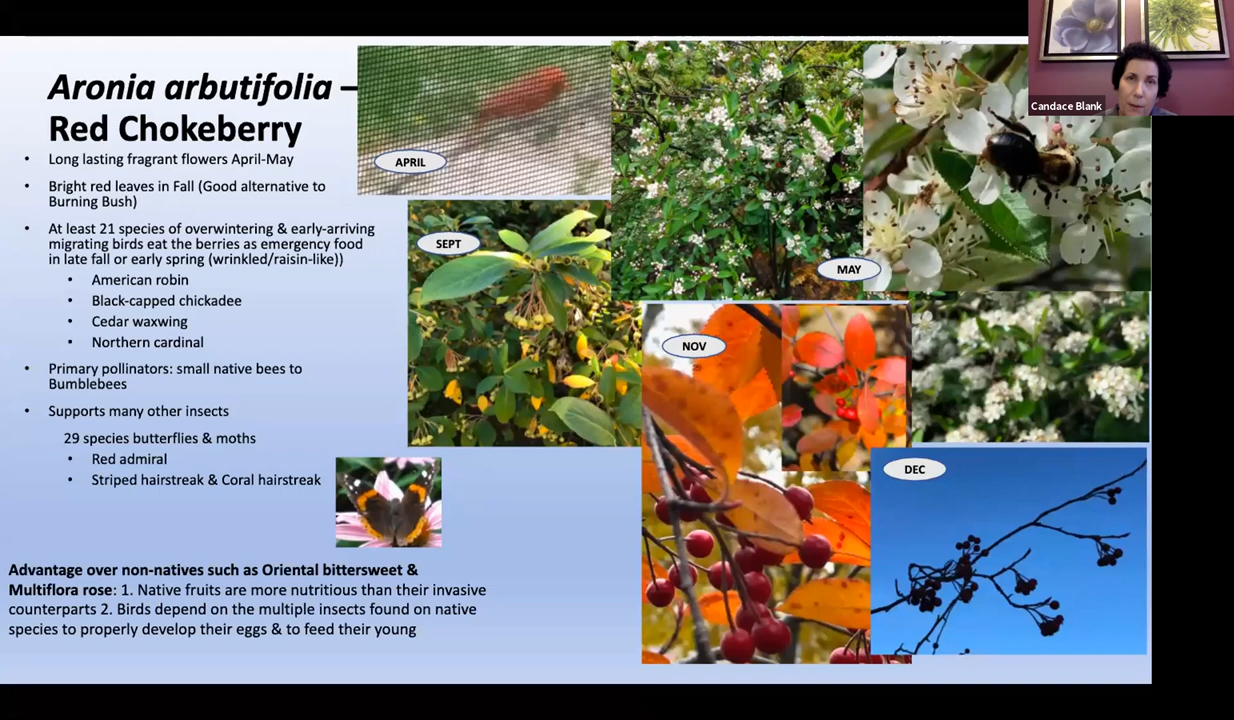 Aronia arbutifolia –
Red Chokeberry
• Long lasting fragrant flowers April-May
• Bright red leaves in Fall (Good alternative to
Burning Bush)
• At least 21 species of overwintering & early-arriving
migrating birds eat the berries as emergency food
in late fall or early spring (wrinkled/raisin-like))
• American robin
• Black-capped chickadee
• Cedar waxwing
• Northern cardinal
• Primary pollinators: small native bees to
Bumblebees
• Supports many other insects
29 species butterflies & moths
• Red admiral
• Striped hairstreak & Coral hairstreak
Advantage over non-natives such as Oriental bittersweet &
Multiflora rose: 1. Native fruits are more nutritious than their invasive
counterparts 2. Birds depend on the multiple insects found on native
species to properly develop their eggs & to feed their young
APRIL
SEPT
MAY
NOV
DEC
Candace Blank